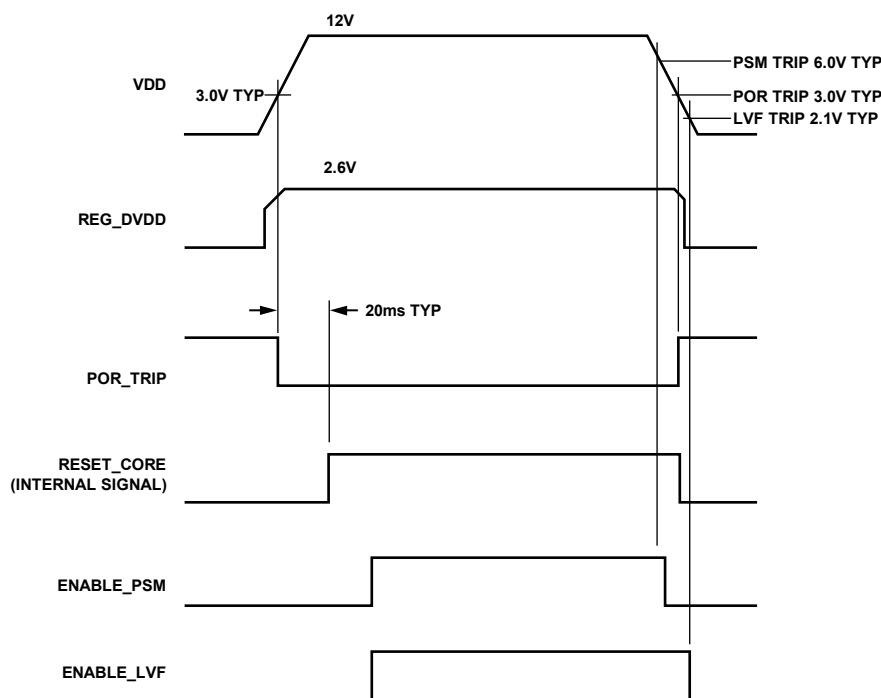 12V
VDD
3.0V TYP
PSM TRIP 6.0V TYP
POR TRIP 3.0V TYP
LVF TRIP 2.1V TYP
2.6V
REG_DVDD
20ms TYP
POR_TRIP
RESET_CORE
(INTERNAL SIGNAL)
ENABLE_PSM
ENABLE_LVF